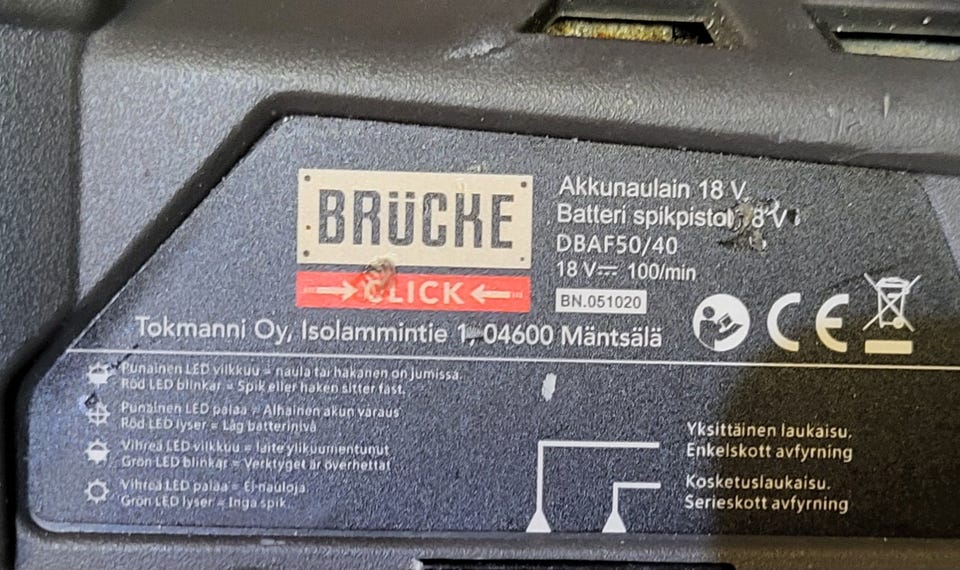 BRÜCKE
CLICK
Akkunaulain 18 V
Batteri spikpistol 18 V
DBAF50/40
18 V⎓ 100/min
BN.051020
CE
Tokmanni Oy, Isolammintie 1, 04600 Mäntsälä
Punainen LED vilkkuu = naula tai hakanen on jumissa.
Röd LED blinkar = Spik eller haken sitter fast.
Punainen LED palaa = Alhainen akun varaus
Röd LED lyser = Låg batterinivå
Vihreä LED vilkkuu = laite ylikuumentunut
Grön LED blinkar = Verktyget är överhettat
Vihreä LED palaa = Ei nauloja
Grön LED lyser = Inga spik
Yksittäinen laukaisu.
Enkelskott avfyrning
Kosketuslaukaisu.
Serieskott avfyrning